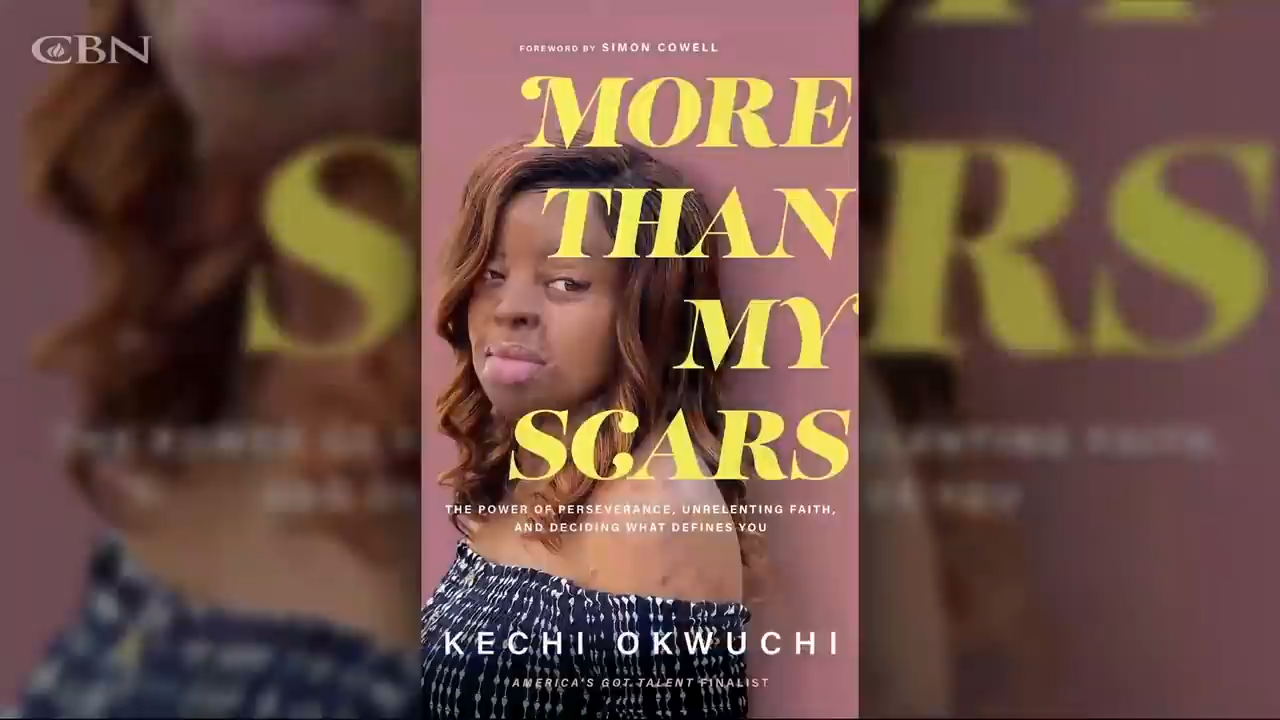 CBN
FOREWORD BY SIMON COWELL
MORE
THAN
MY
SCARS
THE POWER OF PERSEVERANCE, UNRELENTING FAITH,
AND DECIDING WHAT DEFINES YOU
KECHI OKWUCHI
AMERICA'S GOT TALENT FINALIST